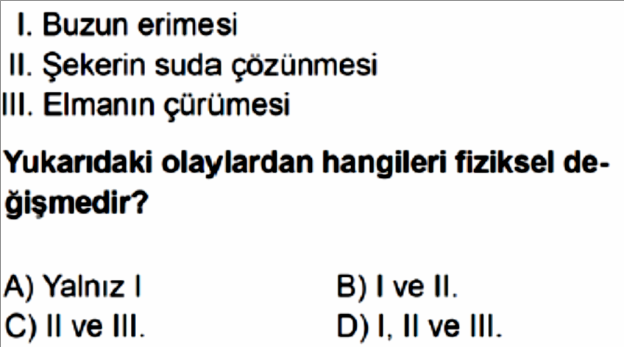 I. Buzun erimesi
II. Şekerin suda çözünmesi
III. Elmanın çürümesi
Yukarıdaki olaylardan hangileri fiziksel de-
ğişmedir?
A) Yalnız I B) I ve II.
C) II ve III. D) I, II ve III.